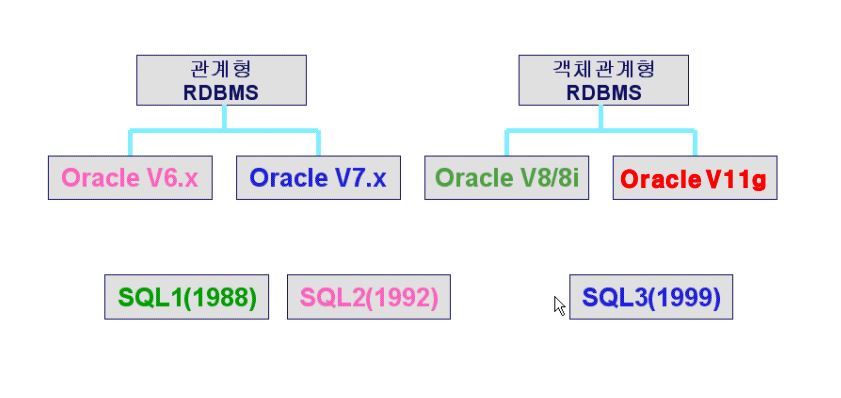 관계형
RDBMS
객체관계형
RDBMS
Oracle V6.x
Oracle V7.x
Oracle V8/8i
Oracle V11g
SQL1(1988)
SQL2(1992)
SQL3(1999)